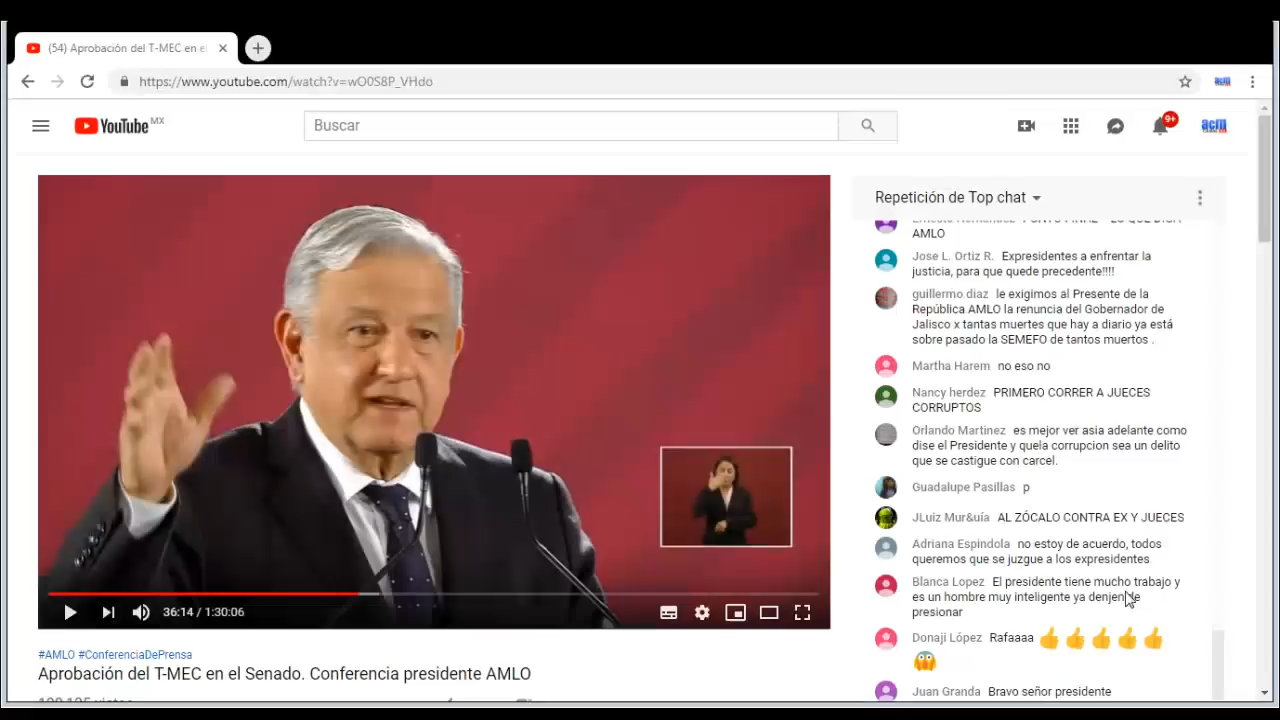 (54) Aprobación del T-MEC en el
https://www.youtube.com/watch?v=wO0S8P_VHdo
YouTube MX
Buscar
9+
acm
Repetición de Top chat
AMLO
Jose L. Ortiz R. Expresidentes a enfrentar la
justicia, para que quede precedente!!!!
guillermo diaz le exigimos al Presente de la
República AMLO la renuncia del Gobernador de
Jalisco x tantas muertes que hay a diario ya está
sobre pasado la SEMEFO de tantos muertos .
Martha Harem no eso no
Nancy herdez PRIMERO CORRER A JUECES
CORRUPTOS
Orlando Martinez es mejor ver asia adelante como
dise el Presidente y quela corrupcion sea un delito
que se castigue con carcel.
Guadalupe Pasillas p
JLuiz Mur&uía AL ZÓCALO CONTRA EX Y JUECES
Adriana Espindola no estoy de acuerdo, todos
queremos que se juzgue a los expresidentes
Blanca Lopez El presidente tiene mucho trabajo y
es un hombre muy inteligente ya denjenle
presionar
Donaji López Rafaaaa 👍👍👍👍👍
😱
Juan Granda Bravo señor presidente
36:14 / 1:30:06
#AMLO #ConferenciaDePrensa
Aprobación del T-MEC en el Senado. Conferencia presidente AMLO